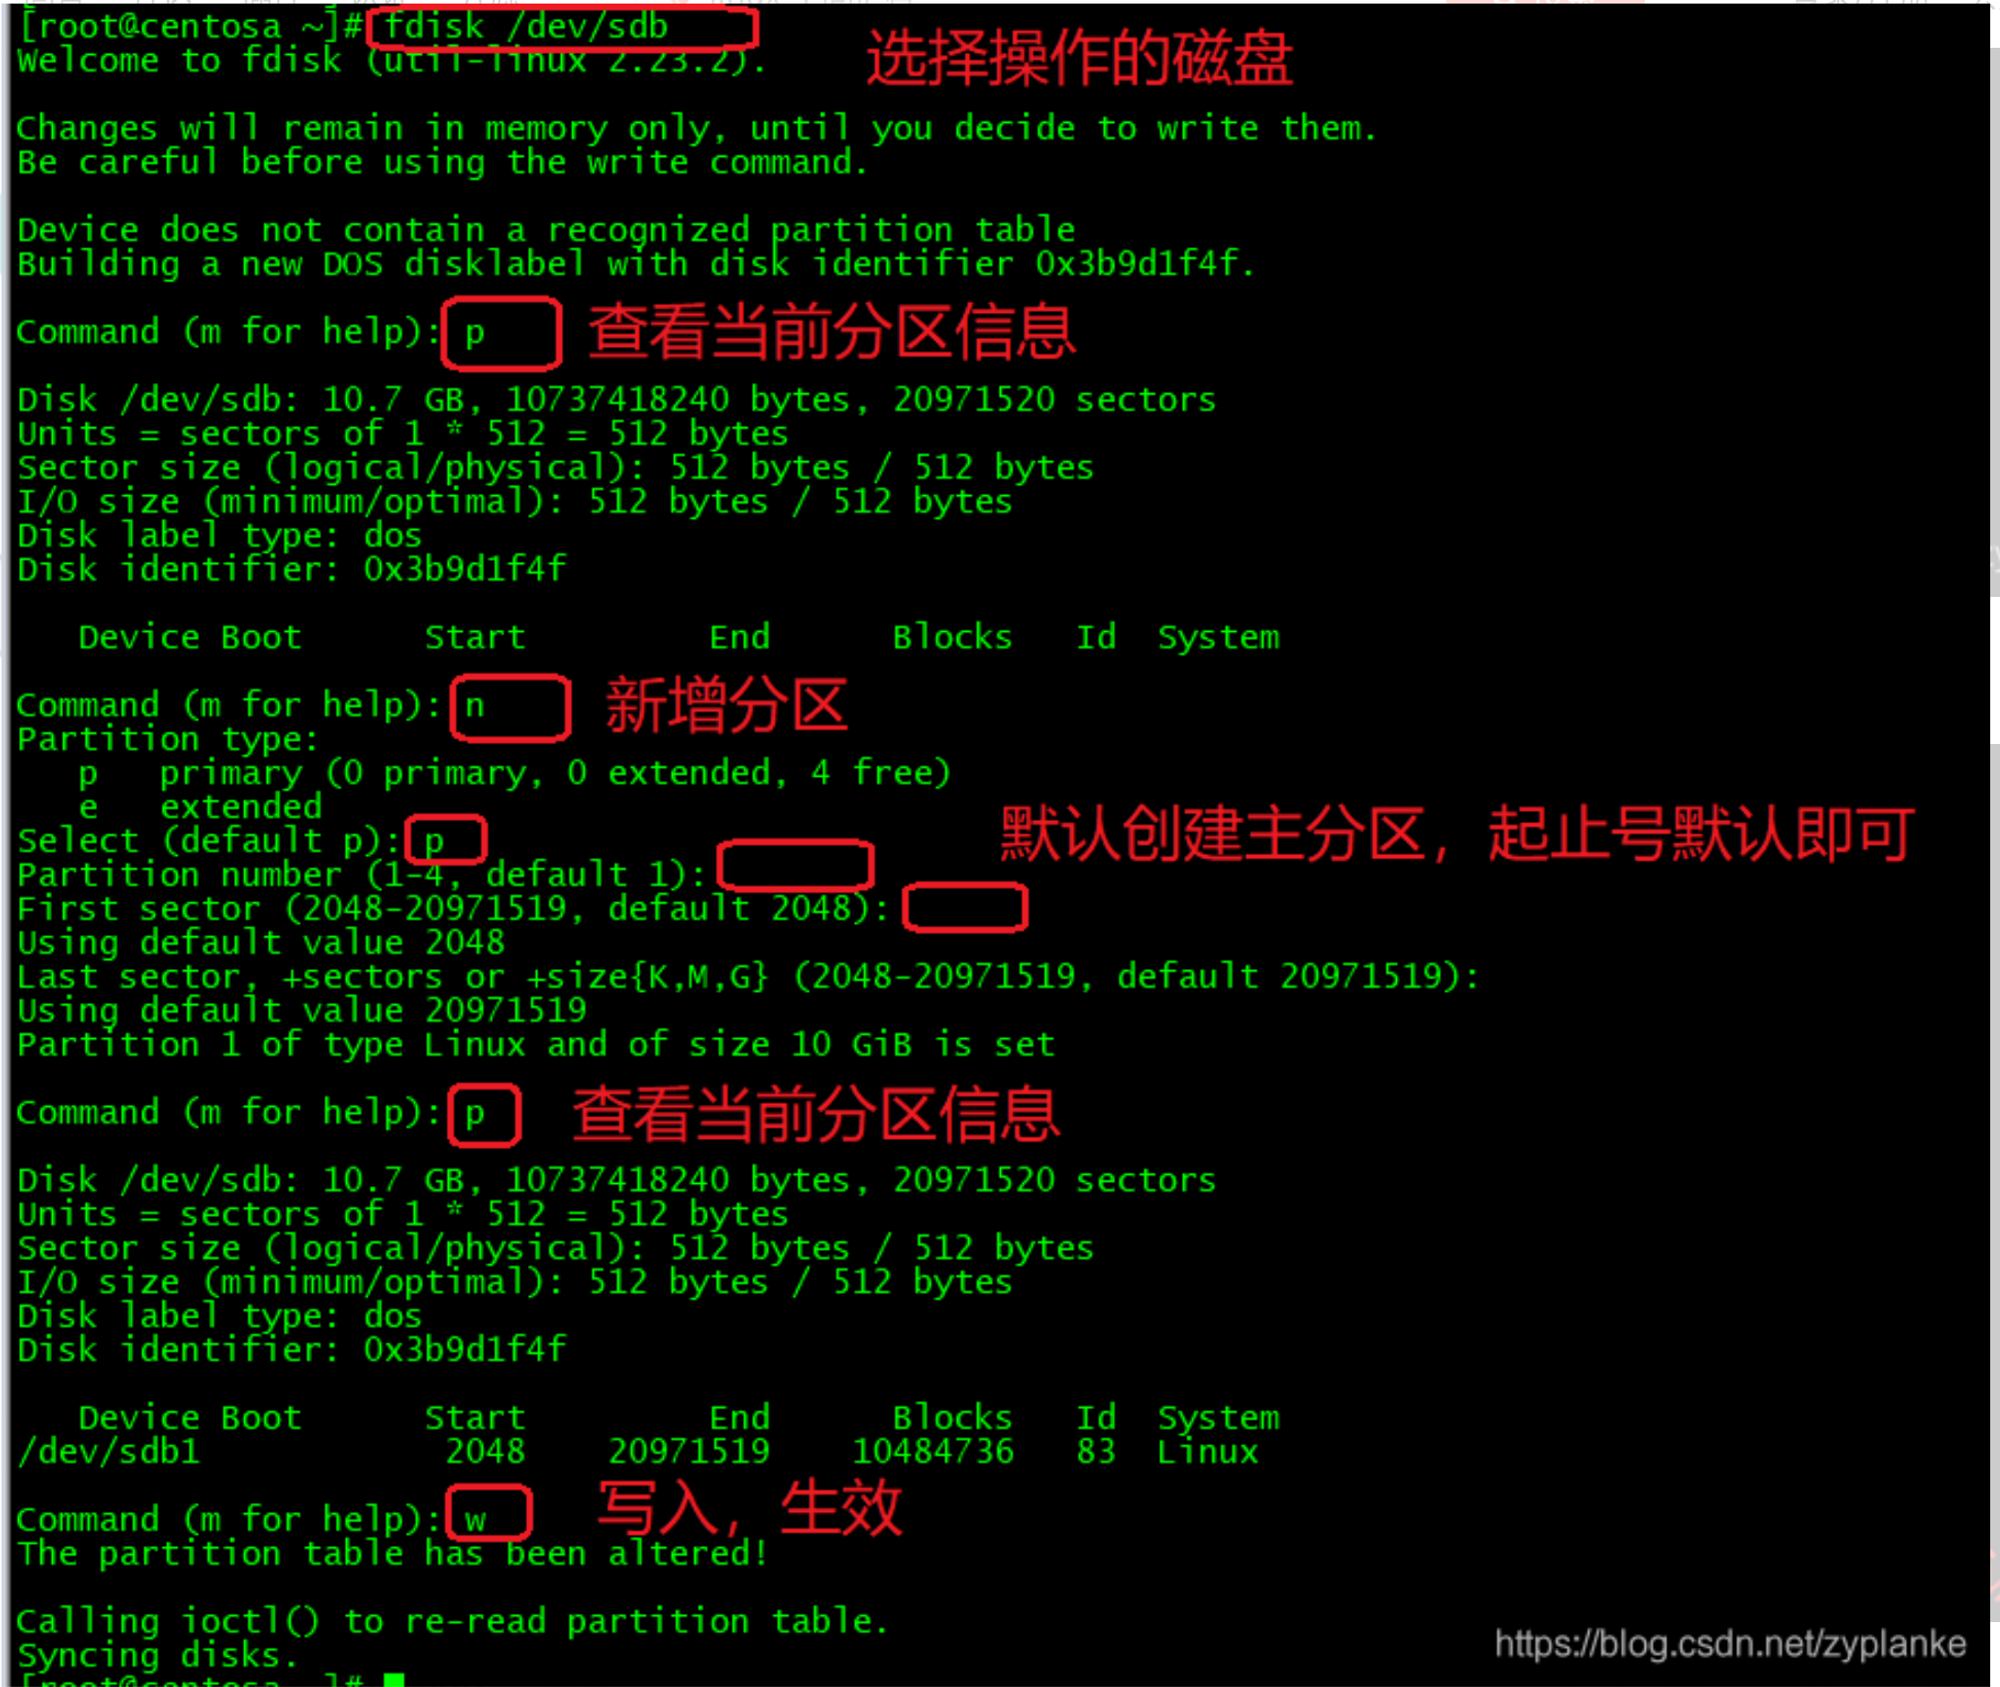 [root@centosa ~]# fdisk /dev/sdb
Welcome to fdisk (util-linux 2.23.2).
选择操作的磁盘
Changes will remain in memory only, until you decide to write them.
Be careful before using the write command.
Device does not contain a recognized partition table
Building a new DOS disklabel with disk identifier 0x3b9d1f4f.
Command (m for help): p 查看当前分区信息
Disk /dev/sdb: 10.7 GB, 10737418240 bytes, 20971520 sectors
Units = sectors of 1 * 512 = 512 bytes
Sector size (logical/physical): 512 bytes / 512 bytes
I/O size (minimum/optimal): 512 bytes / 512 bytes
Disk label type: dos
Disk identifier: 0x3b9d1f4f
Device Boot Start End Blocks Id System
Command (m for help): n 新增分区
Partition type:
p primary (0 primary, 0 extended, 4 free)
e extended
Select (default p): p
默认创建主分区，起止号默认即可
Partition number (1-4, default 1):
First sector (2048-20971519, default 2048):
Using default value 2048
Last sector, +sectors or +size{K,M,G} (2048-20971519, default 20971519):
Using default value 20971519
Partition 1 of type Linux and of size 10 GiB is set
Command (m for help): p 查看当前分区信息
Disk /dev/sdb: 10.7 GB, 10737418240 bytes, 20971520 sectors
Units = sectors of 1 * 512 = 512 bytes
Sector size (logical/physical): 512 bytes / 512 bytes
I/O size (minimum/optimal): 512 bytes / 512 bytes
Disk label type: dos
Disk identifier: 0x3b9d1f4f
Device Boot Start End Blocks Id System
/dev/sdb1 2048 20971519 10484736 83 Linux
Command (m for help): w 写入，生效
The partition table has been altered!
Calling ioctl() to re-read partition table.
Syncing disks.
[root@centosa ~]#
https://blog.csdn.net/zyplanke